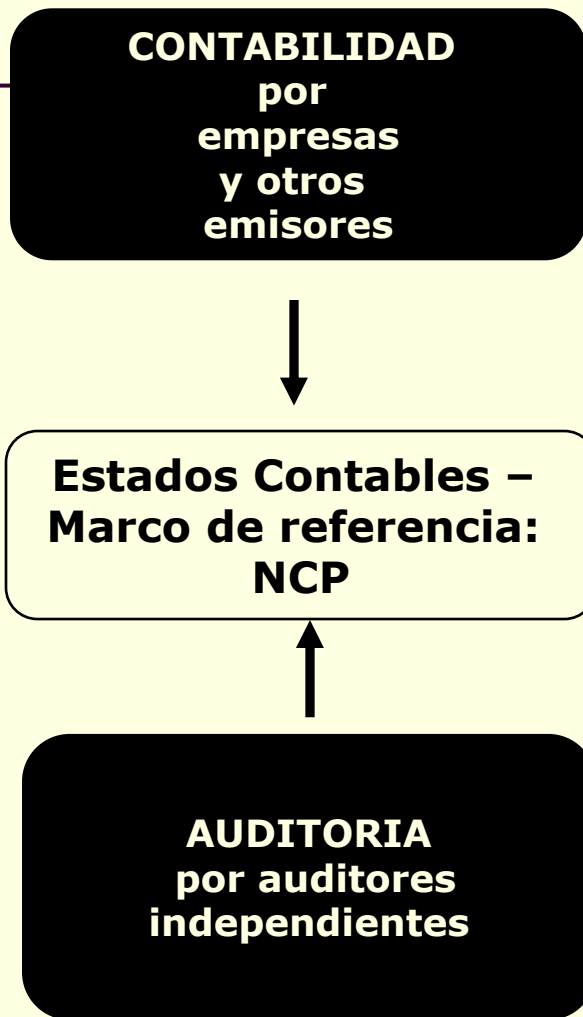 CONTABILIDAD
por
empresas
y otros
emisores
Estados Contables –
Marco de referencia:
NCP
AUDITORIA
por auditores
independientes